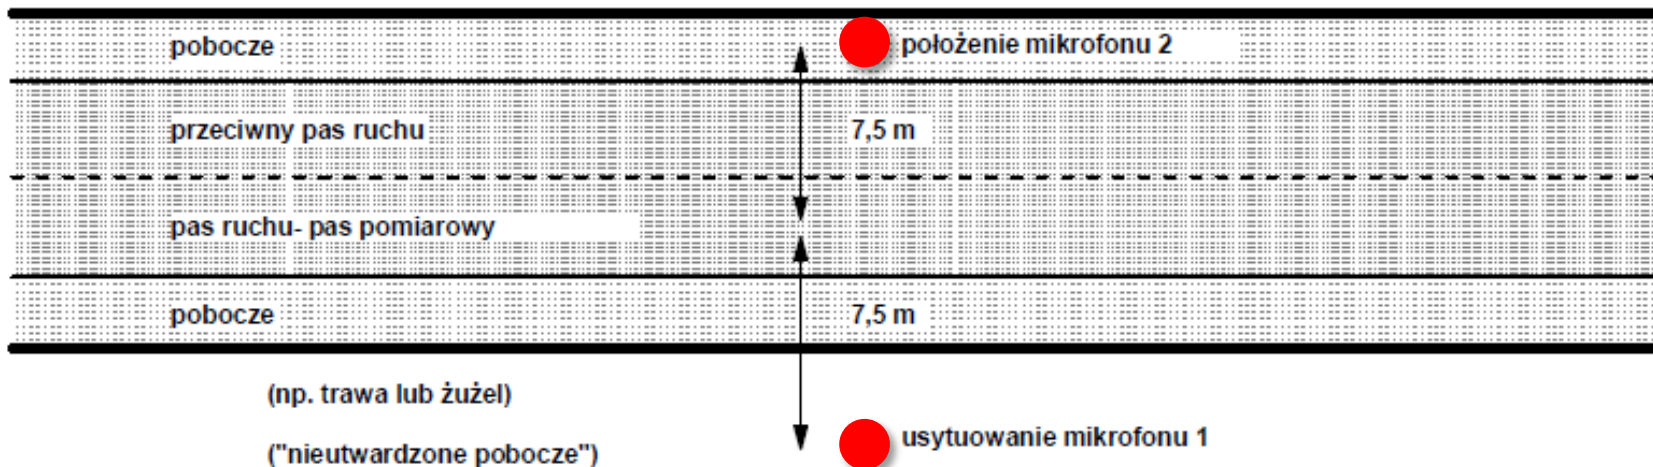 pobocze
położenie mikrofonu 2
przeciwny pas ruchu
7,5 m
pas ruchu- pas pomiarowy
pobocze
7,5 m
(np. trawa lub żużel)
usytuowanie mikrofonu 1
("nieutwardzone pobocze")